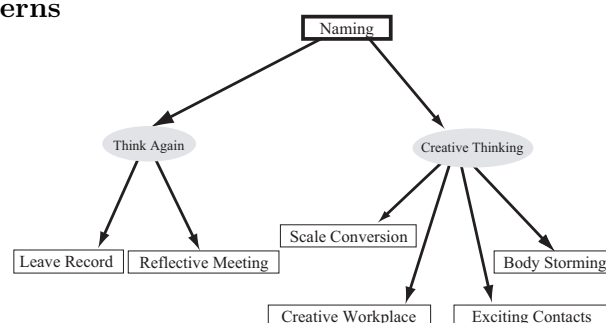 erns
Naming
Think Again
Creative Thinking
Scale Conversion
Leave Record
Reflective Meeting
Body Storming
Creative Workplace
Exciting Contacts